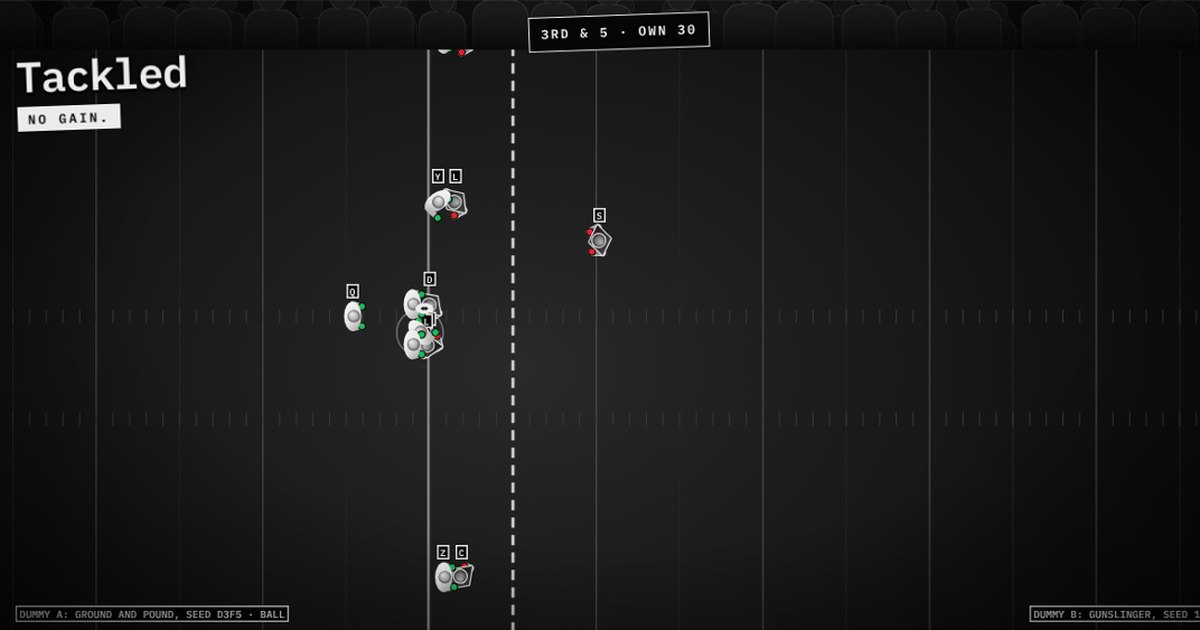 3RD & 5 · OWN 30
Tackled
NO GAIN.
Y L
S
D
Q
Z C
DUMMY A: GROUND AND POUND, SEED D3F5 · BALL
DUMMY B: GUNSLINGER, SEED 1